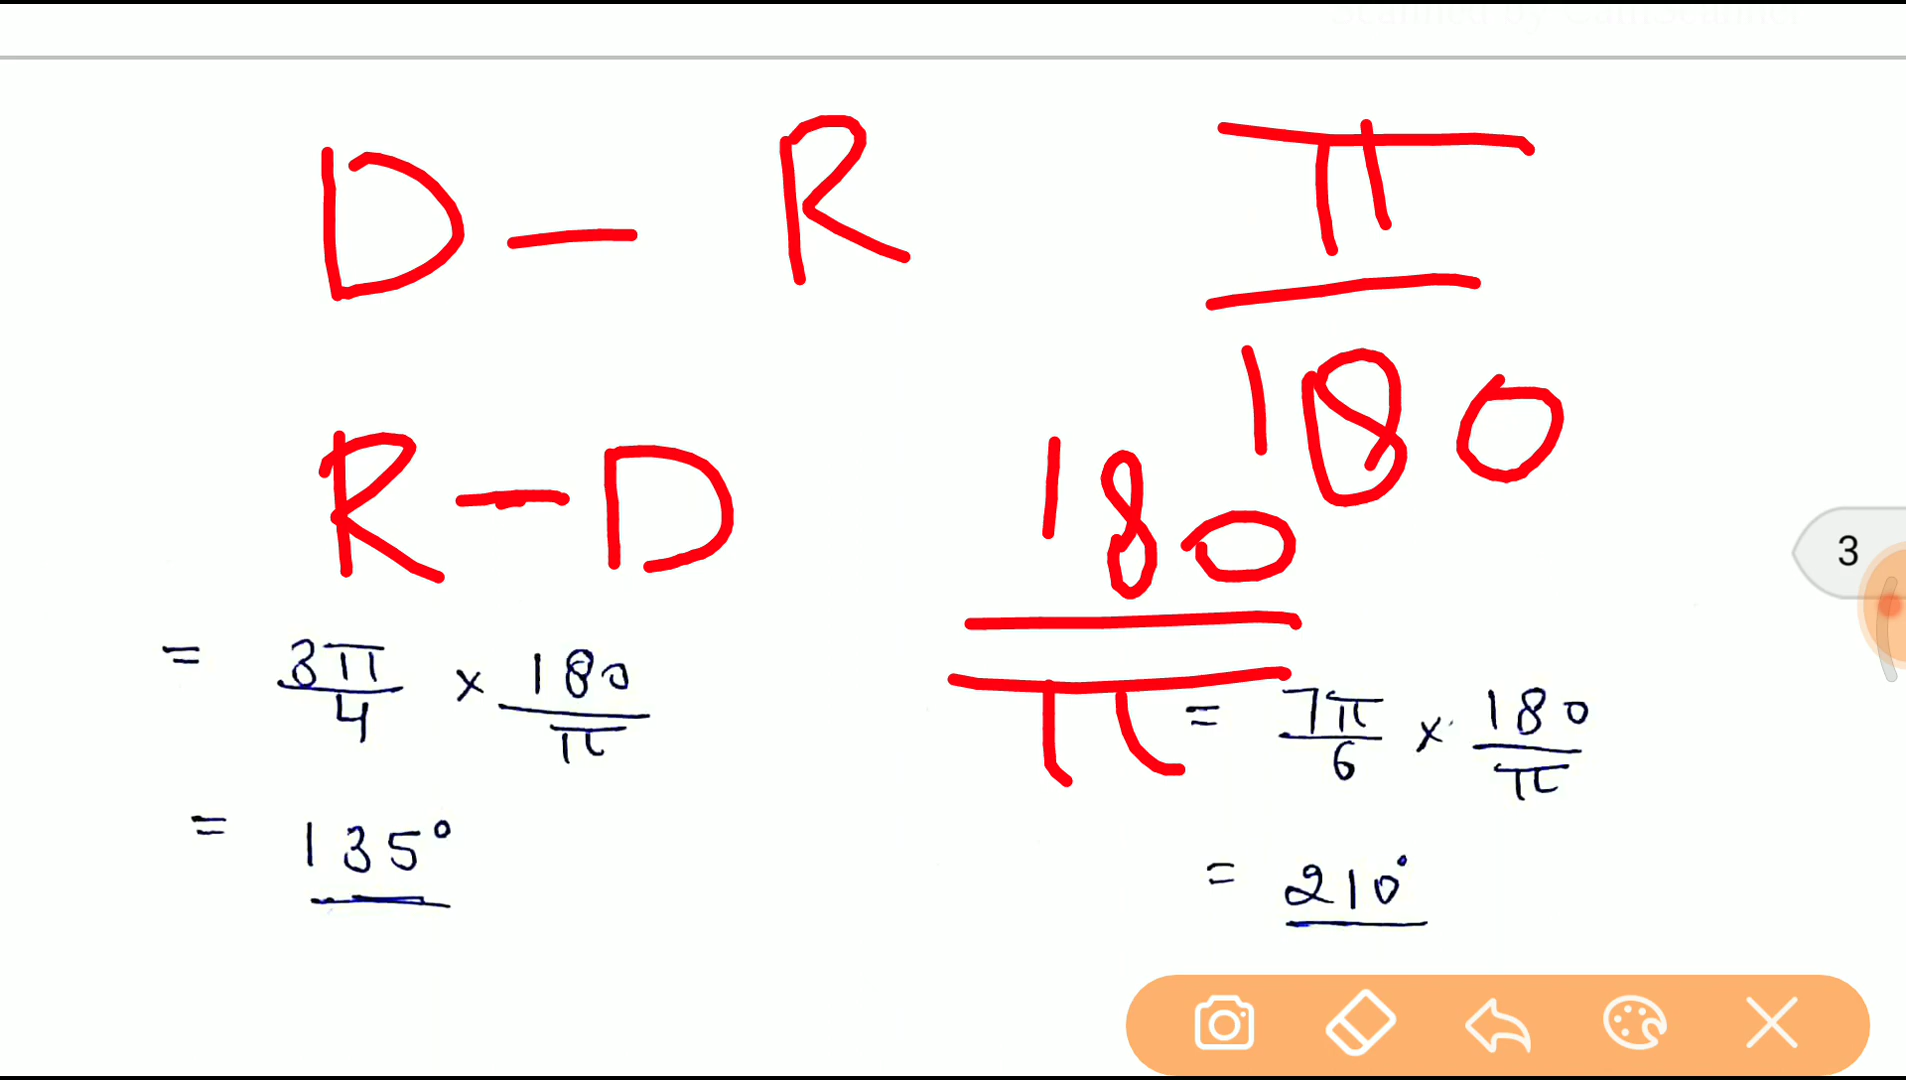 D – R π/180
R – D 180/π
= 3π/4 × 180/π
= 135°
= 7π/6 × 180/π
= 210°
3